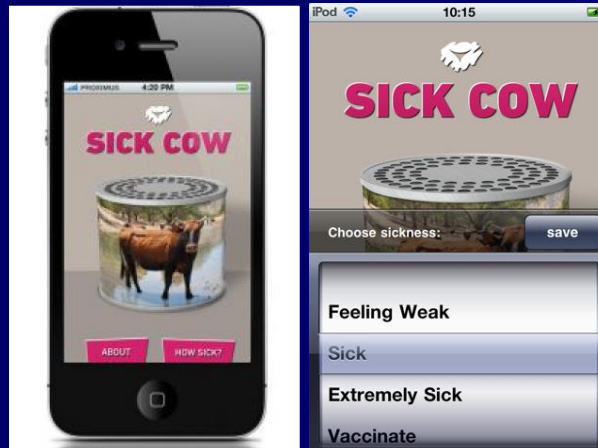 PROXIMUS 4:20 PM
SICK COW
ABOUT HOW SICK?
iPod 10:15
SICK COW
Choose sickness: save
Feeling Weak
Sick
Extremely Sick
Vaccinate